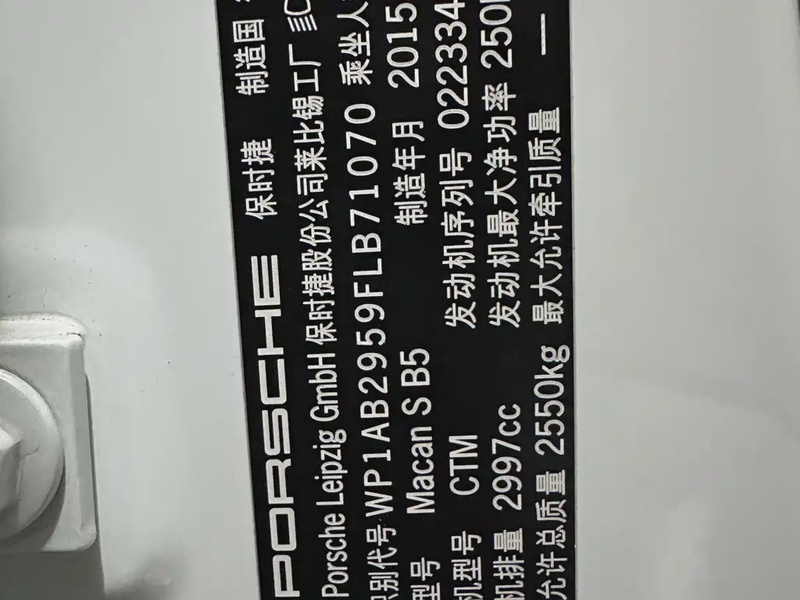 PORSCHE 保时捷 制造国
Porsche Leipzig GmbH 保时捷股份公司莱比锡工厂
识别代号 WP1AB2959FLB71070 乘坐人
型号 Macan S B5 制造年月 2015
机型号 CTM 发动机序列号 022334
机排量 2997cc 发动机最大净功率 250
允许总质量 2550kg 最大允许牵引质量 —